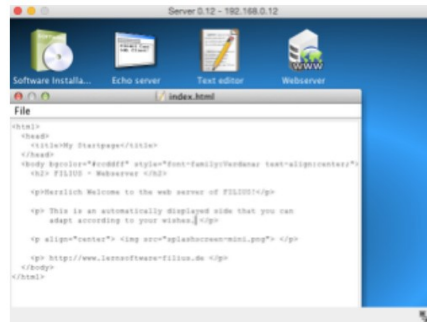 Server 0.12 - 192.168.0.12
Software Installa...
Echo server
Text editor
Webserver
WWW
index.html
File
<html>
<head>
<title>My Startpage</title>
</head>
<body bgcolor="#ccddff" style="font-family:Verdana; text-align:center;">
<h2> FILIUS - Webserver </h2>
<p>Herzlich Welcome to the web server of FILIUS!</p>
<p> This is an automatically displayed side that you can
adapt according to your wishes. </p>
<p align="center"> <img src="splashscreen-mini.png"> </p>
<p> http://www.lernsoftware-filius.de </p>
</body>
</html>